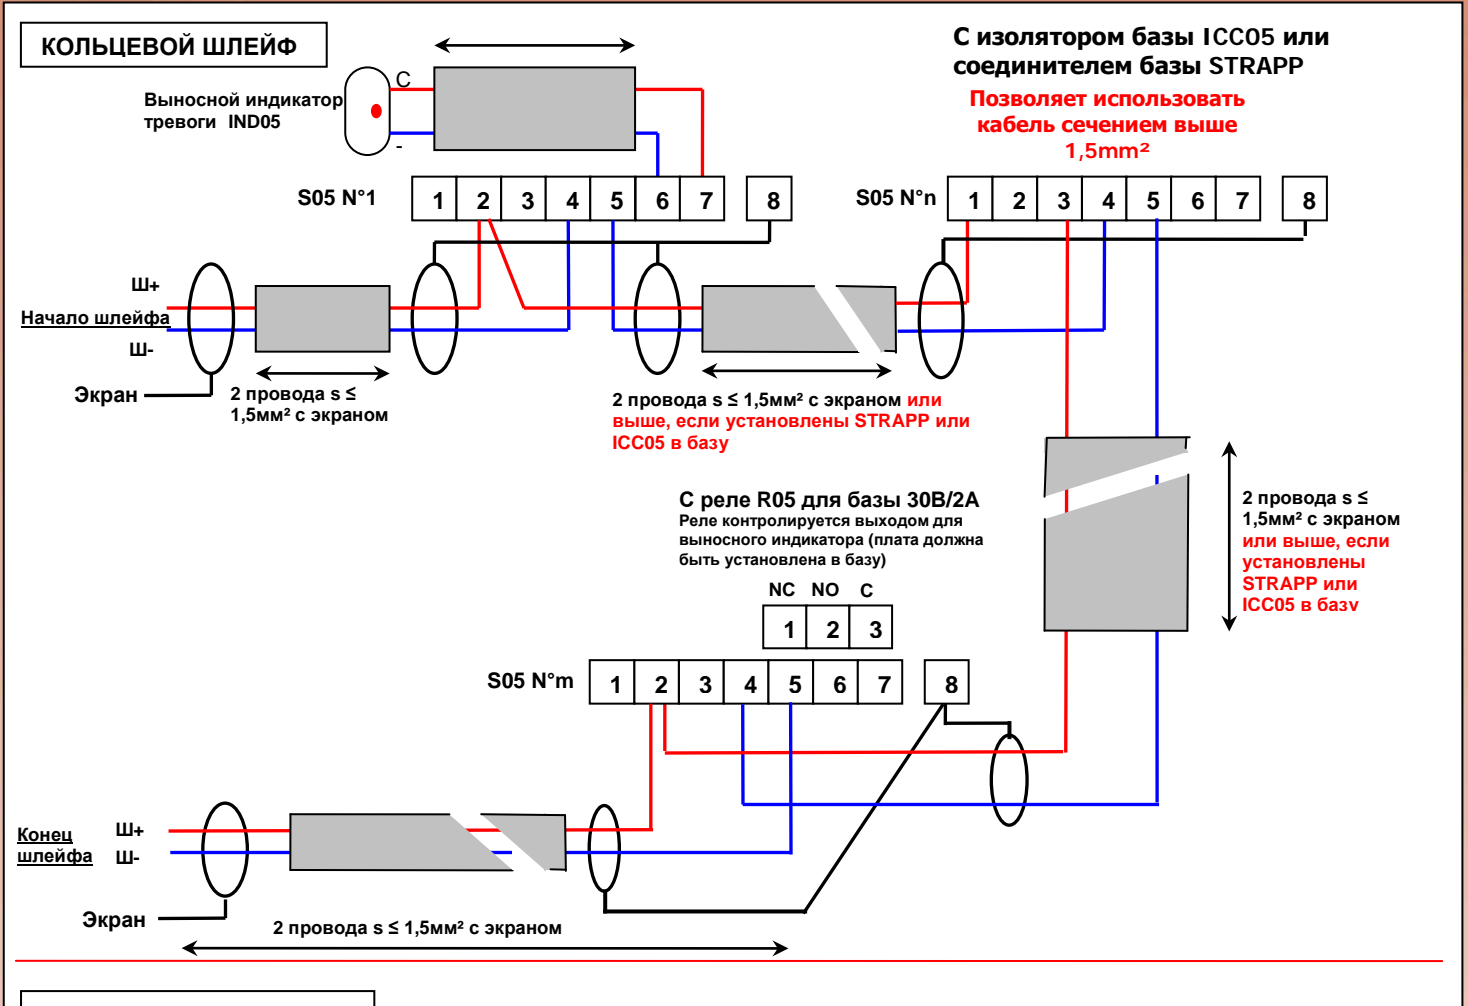 КОЛЬЦЕВОЙ ШЛЕЙФ
С изолятором базы ICC05 или
соединителем базы STRAPP
Позволяет использовать
кабель сечением выше
1,5mm²
Выносной индикатор
тревоги IND05
C
-
S05 N°1
1 2 3 4 5 6 7 8
S05 N°n
1 2 3 4 5 6 7 8
Ш+
Начало шлейфа
Ш-
Экран
2 провода s ≤
1,5мм² с экраном
2 провода s ≤ 1,5мм² с экраном или
выше, если установлены STRAPP или
ICC05 в базу
С реле R05 для базы 30В/2А
Реле контролируется выходом для
выносного индикатора (плата должна
быть установлена в базу)
2 провода s ≤
1,5мм² с экраном
или выше, если
установлены
STRAPP или
ICC05 в базу
NC NO C
1 2 3
S05 N°m
1 2 3 4 5 6 7 8
Ш+
Конец
шлейфа
Ш-
Экран
2 провода s ≤ 1,5мм² с экраном